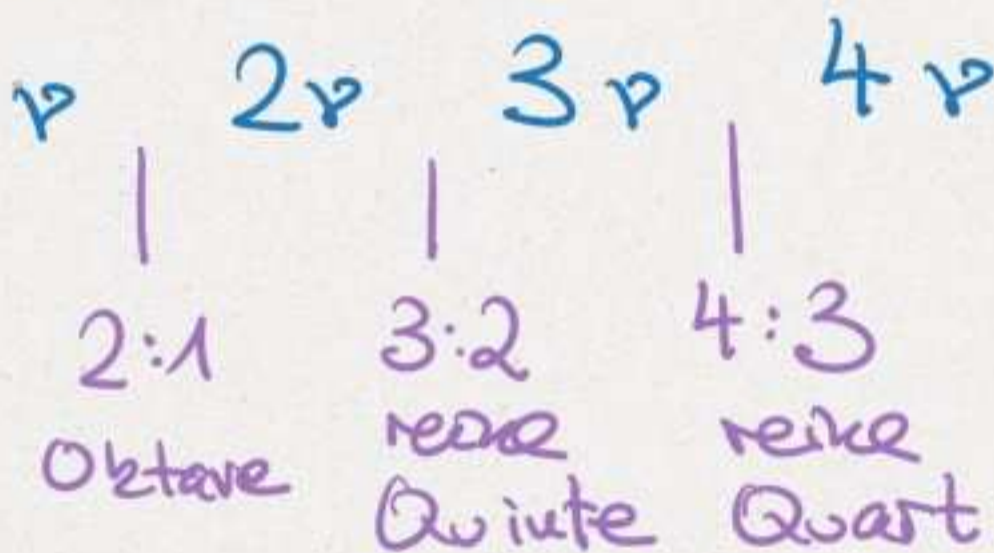 ν 2ν 3ν 4ν
2:1 3:2 4:3
Oktave reine reine
Quinte Quart